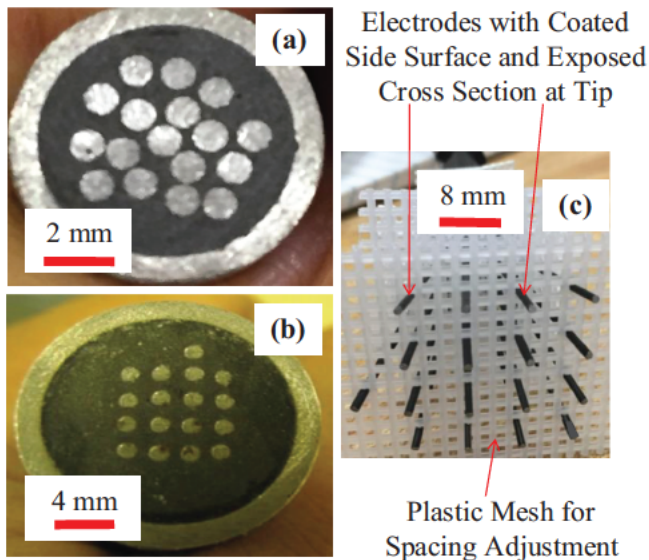 (a)
2 mm
(b)
4 mm
Electrodes with Coated
Side Surface and Exposed
Cross Section at Tip
8 mm
(c)
Plastic Mesh for
Spacing Adjustment